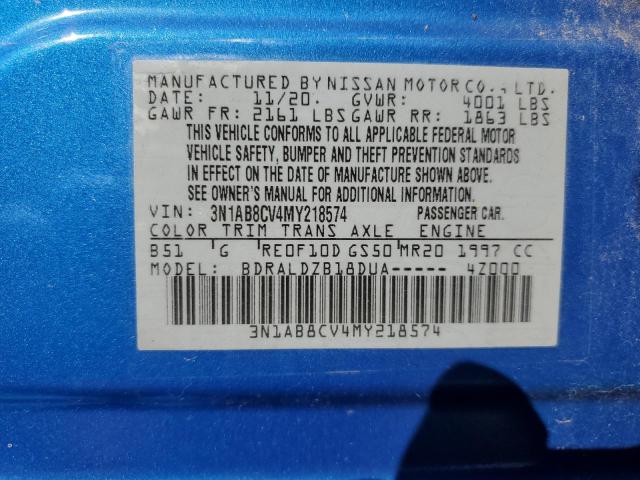 MANUFACTURED BY NISSAN MOTOR CO., LTD.
DATE: 11/20. GVWR: 4001 LBS
GAWR FR: 2161 LBS GAWR RR: 1863 LBS
THIS VEHICLE CONFORMS TO ALL APPLICABLE FEDERAL MOTOR
VEHICLE SAFETY, BUMPER AND THEFT PREVENTION STANDARDS
IN EFFECT ON THE DATE OF MANUFACTURE SHOWN ABOVE.
SEE OWNER'S MANUAL FOR ADDITIONAL INFORMATION.
VIN: 3N1AB8CV4MY218574 PASSENGER CAR.
COLOR TRIM TRANS AXLE ENGINE
B51 G RE0F10D GS50 MR20 1997 CC
MODEL: BDRALDZB18DUA----- 4Z000
3N1AB8CV4MY218574